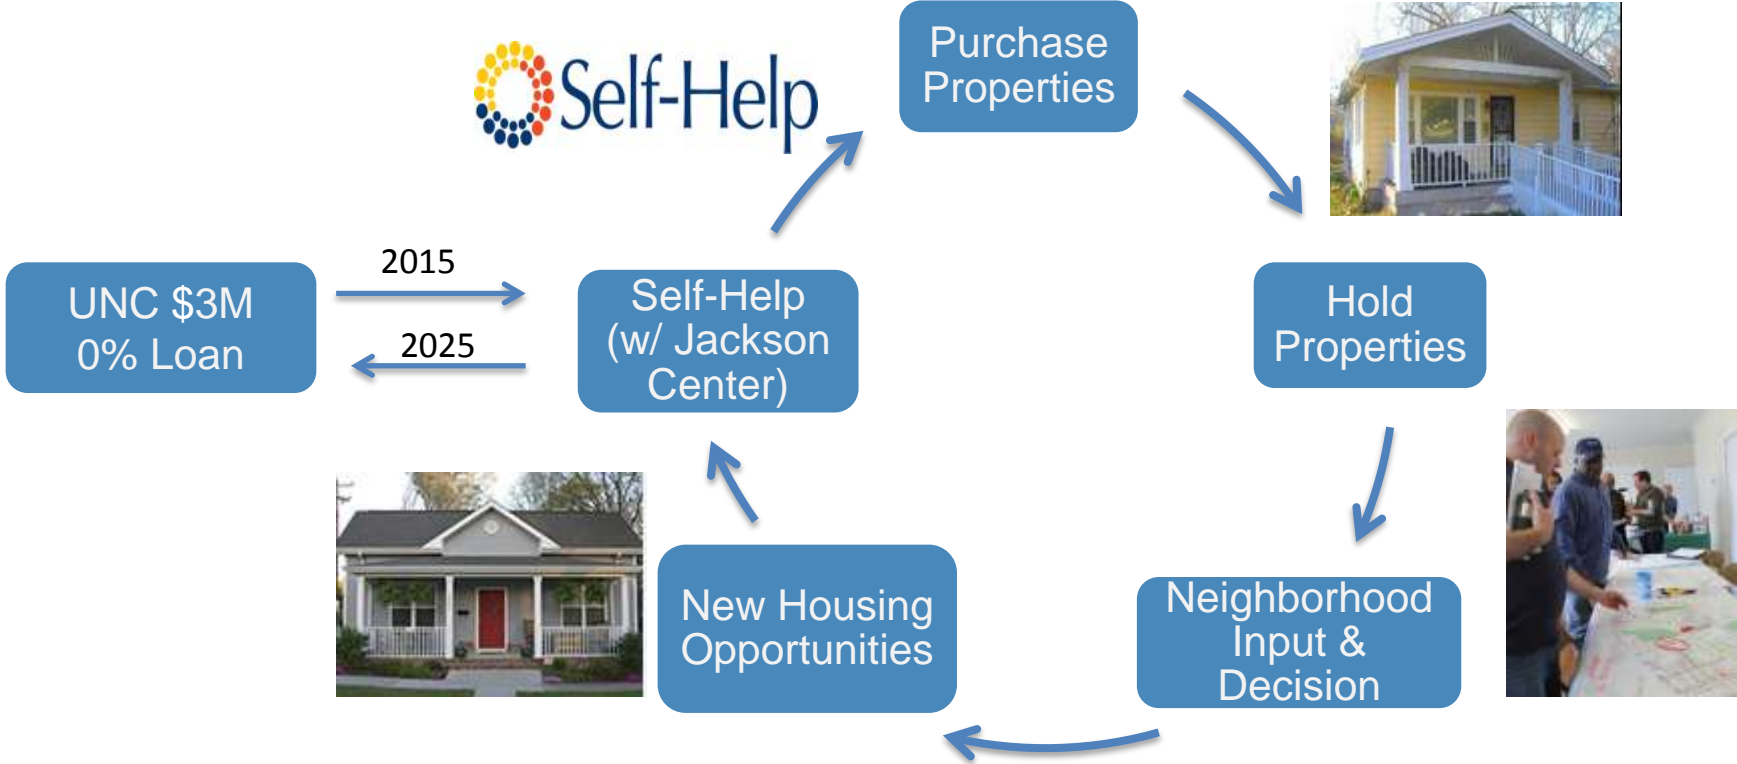 Self-Help
Purchase
Properties
2015
UNC $3M
0% Loan
2025
Self-Help
(w/ Jackson
Center)
Hold
Properties
Neighborhood
Input &
Decision
New Housing
Opportunities